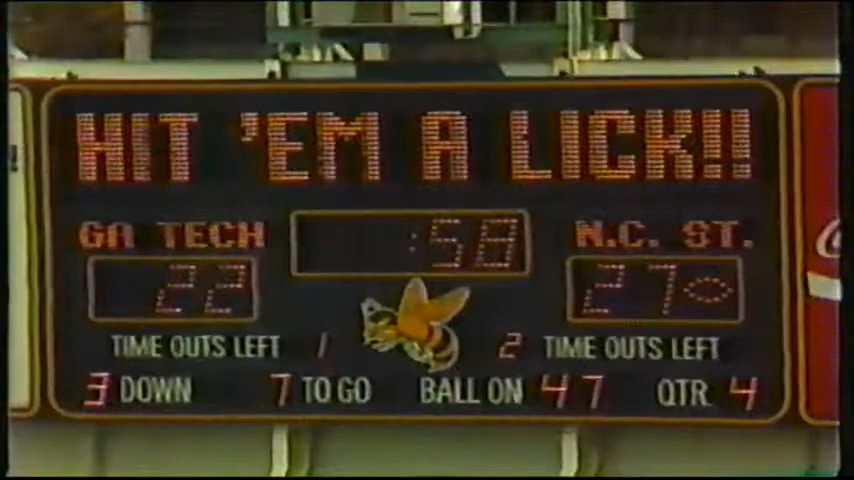 HIT 'EM A LICK!!
GA TECH :58 N.C. ST.
22 27
TIME OUTS LEFT 1 2 TIME OUTS LEFT
3 DOWN 7 TO GO BALL ON 47 QTR 4